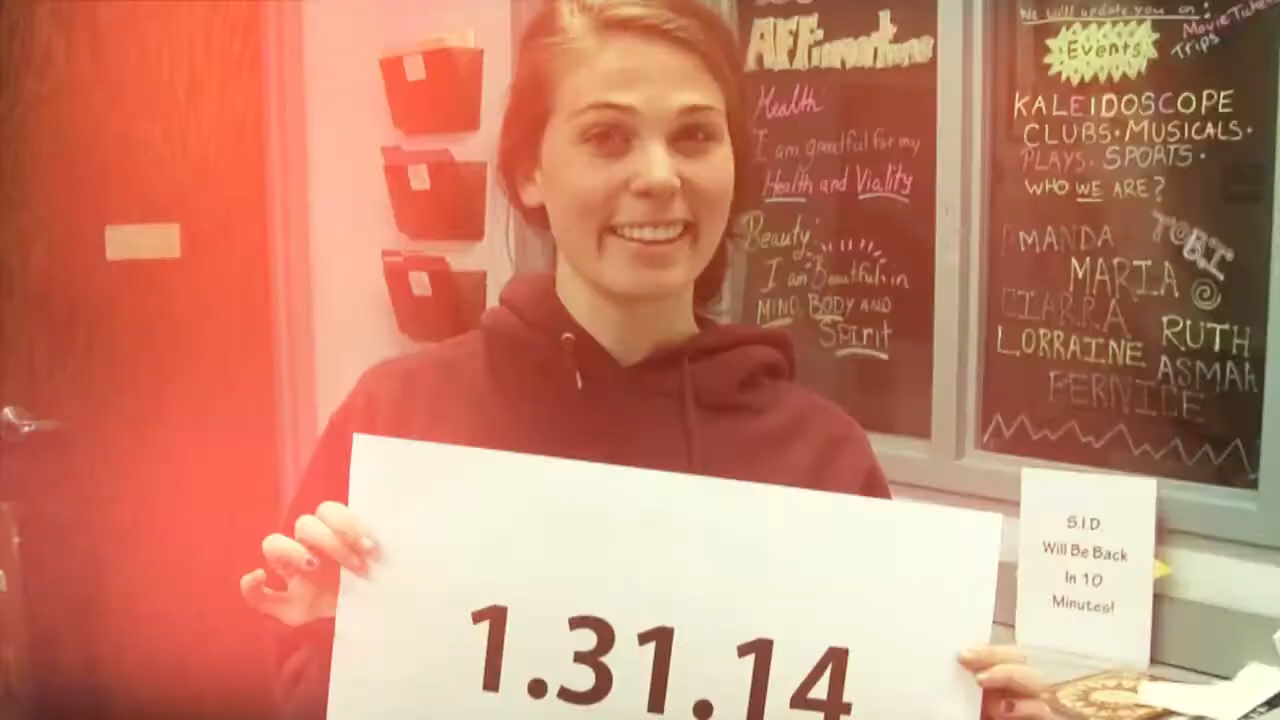 Affirmations
Health
I am greatful for my
Health and Viality
Beauty
I am Beautiful in
MIND, BODY AND
Spirit
We will update you on:
Movie Tickets
Trips
Events
KALEIDOSCOPE
CLUBS • MUSICALS •
PLAYS • SPORTS •
WHO WE ARE?
AMANDA
TOBI
MARIA
CIARRA
RUTH
LORRAINE
ASMAH
BERNICE
S.I.D.
Will Be Back
In 10
Minutes!
1.31.14